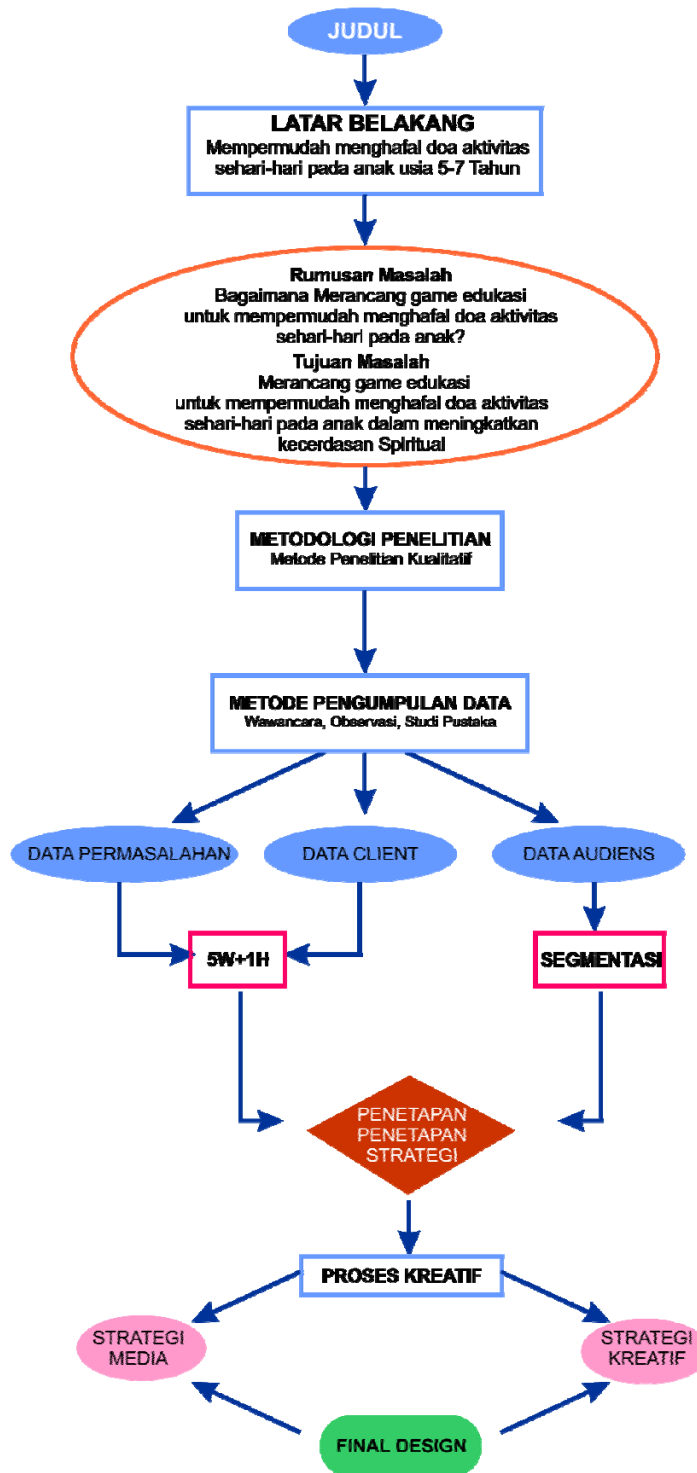 JUDUL
LATAR BELAKANG
Mempermudah menghafal doa aktivitas
sehari-hari pada anak usia 5-7 Tahun
Rumusan Masalah
Bagaimana Merancang game edukasi
untuk mempermudah menghafal doa aktivitas
sehari-hari pada anak?
Tujuan Masalah
Merancang game edukasi
untuk mempermudah menghafal doa aktivitas
sehari-hari pada anak dalam meningkatkan
kecerdasan Spiritual
METODOLOGI PENELITIAN
Metode Penelitian Kualitatif
METODE PENGUMPULAN DATA
Wawancara, Observasi, Studi Pustaka
DATA PERMASALAHAN
DATA CLIENT
DATA AUDIENS
5W+1H
SEGMENTASI
PENETAPAN
PENETAPAN
STRATEGI
PROSES KREATIF
STRATEGI
MEDIA
STRATEGI
KREATIF
FINAL DESIGN